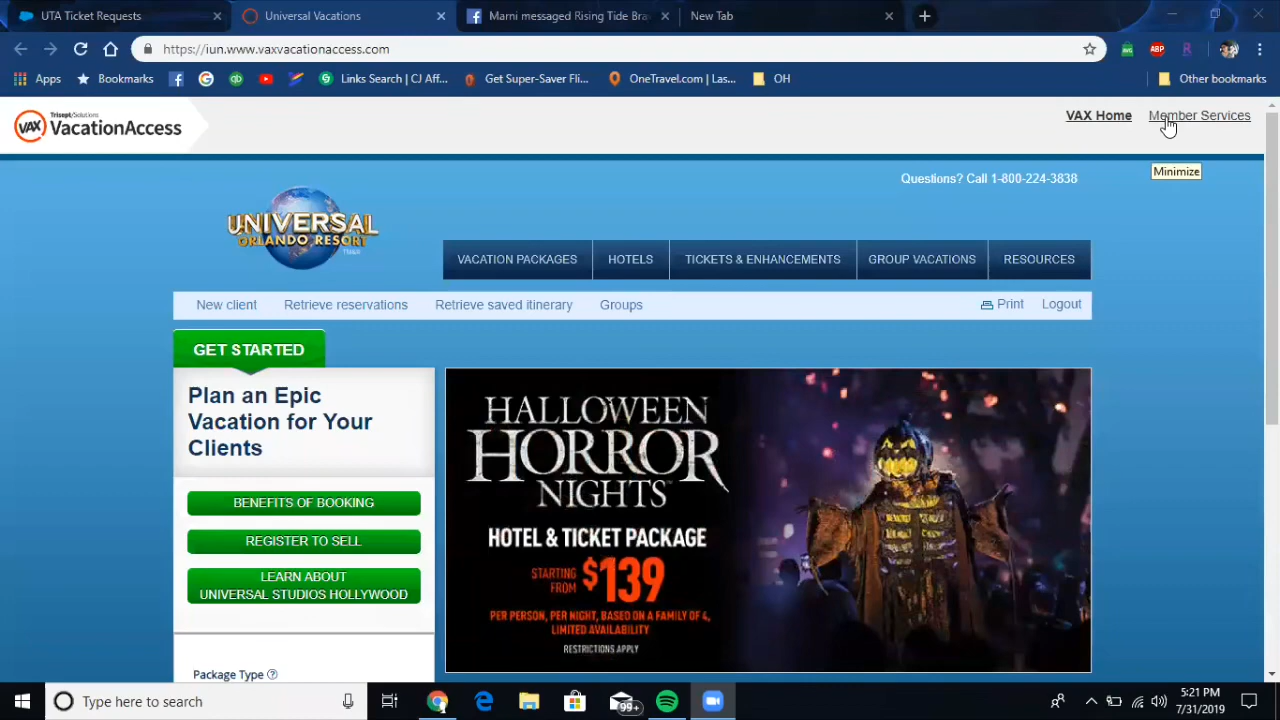 UTA Ticket Requests
Universal Vacations
Marni messaged Rising Tide Bra
New Tab
https://iun.www.vaxvacationaccess.com
ABP
Apps
Bookmarks
Links Search | CJ Aff...
Get Super-Saver Fli...
OneTravel.com | Las...
OH
Other bookmarks
VAX
Trisept Solutions
VacationAccess
VAX Home
Member Services
Minimize
Questions? Call 1-800-224-3838
UNIVERSAL
ORLANDO RESORT
VACATION PACKAGES
HOTELS
TICKETS & ENHANCEMENTS
GROUP VACATIONS
RESOURCES
New client
Retrieve reservations
Retrieve saved itinerary
Groups
Print
Logout
GET STARTED
Plan an Epic
Vacation for Your
Clients
BENEFITS OF BOOKING
REGISTER TO SELL
LEARN ABOUT
UNIVERSAL STUDIOS HOLLYWOOD
Package Type
HALLOWEEN
HORROR
NIGHTS
HOTEL & TICKET PACKAGE
STARTING
FROM $139
PER PERSON, PER NIGHT, BASED ON A FAMILY OF 4,
LIMITED AVAILABILITY
RESTRICTIONS APPLY
Type here to search
99+
5:21 PM
7/31/2019